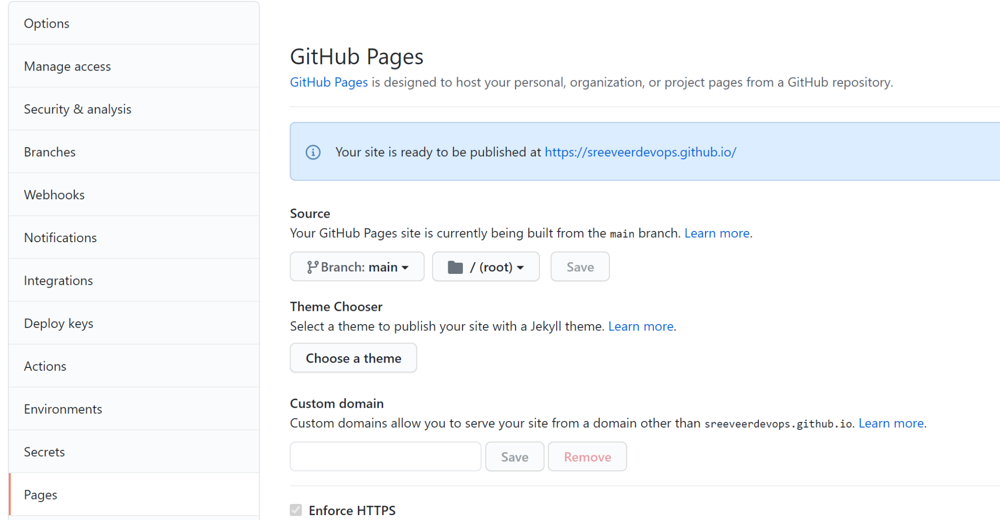 Options
Manage access
Security & analysis
Branches
Webhooks
Notifications
Integrations
Deploy keys
Actions
Environments
Secrets
Pages
GitHub Pages
GitHub Pages is designed to host your personal, organization, or project pages from a GitHub repository.
Your site is ready to be published at https://sreeveerdevops.github.io/
Source
Your GitHub Pages site is currently being built from the main branch. Learn more.
Branch: main / (root) Save
Theme Chooser
Select a theme to publish your site with a Jekyll theme. Learn more.
Choose a theme
Custom domain
Custom domains allow you to serve your site from a domain other than sreeveerdevops.github.io. Learn more.
Save Remove
Enforce HTTPS